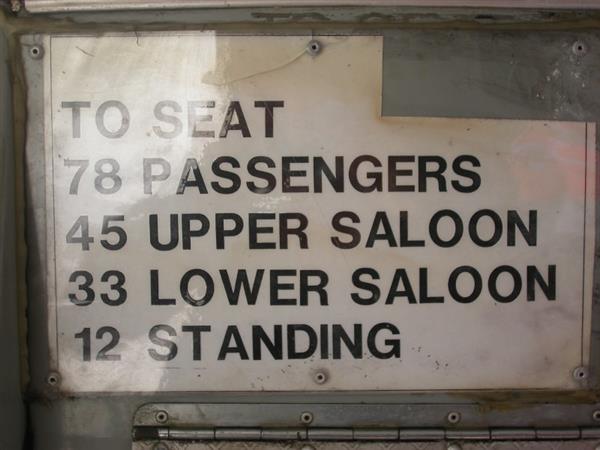 TO SEAT
78 PASSENGERS
45 UPPER SALOON
33 LOWER SALOON
12 STANDING